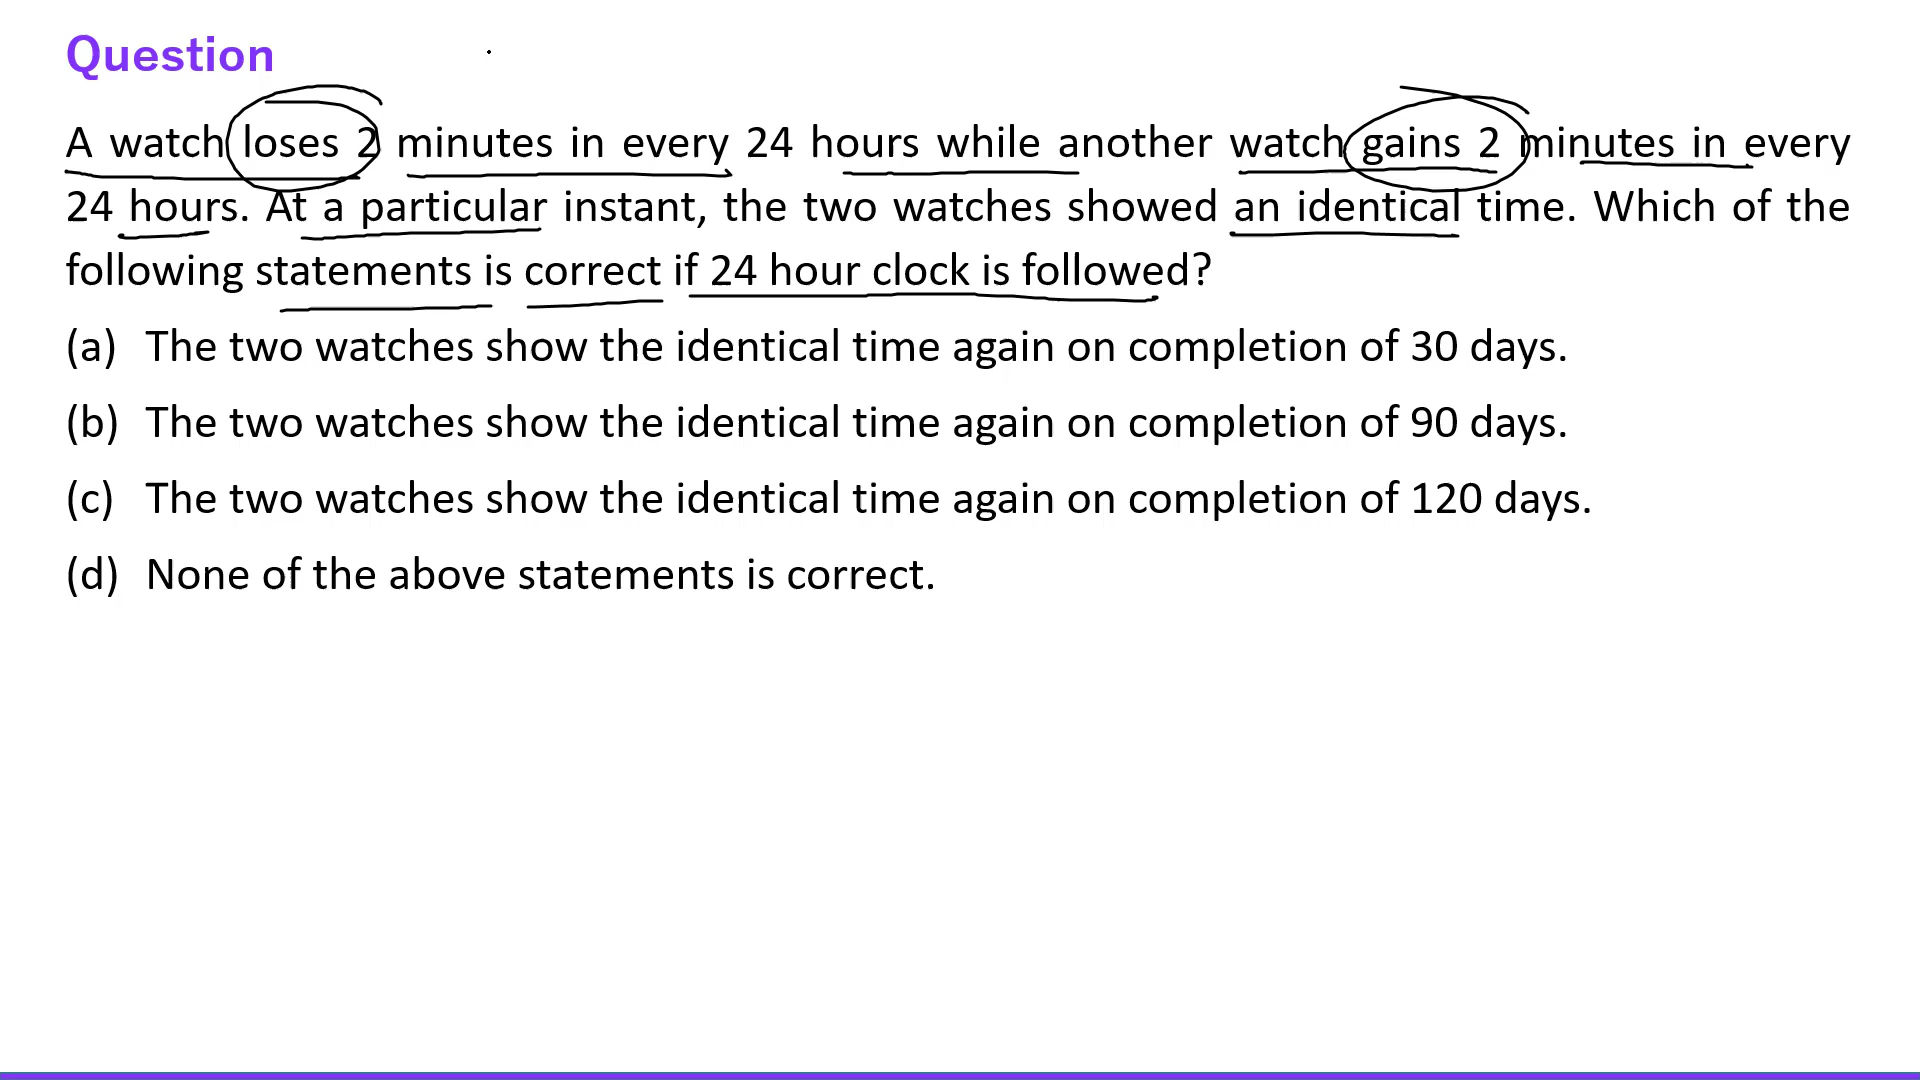 Question
A watch loses 2 minutes in every 24 hours while another watch gains 2 minutes in every
24 hours. At a particular instant, the two watches showed an identical time. Which of the
following statements is correct if 24 hour clock is followed?
(a) The two watches show the identical time again on completion of 30 days.
(b) The two watches show the identical time again on completion of 90 days.
(c) The two watches show the identical time again on completion of 120 days.
(d) None of the above statements is correct.